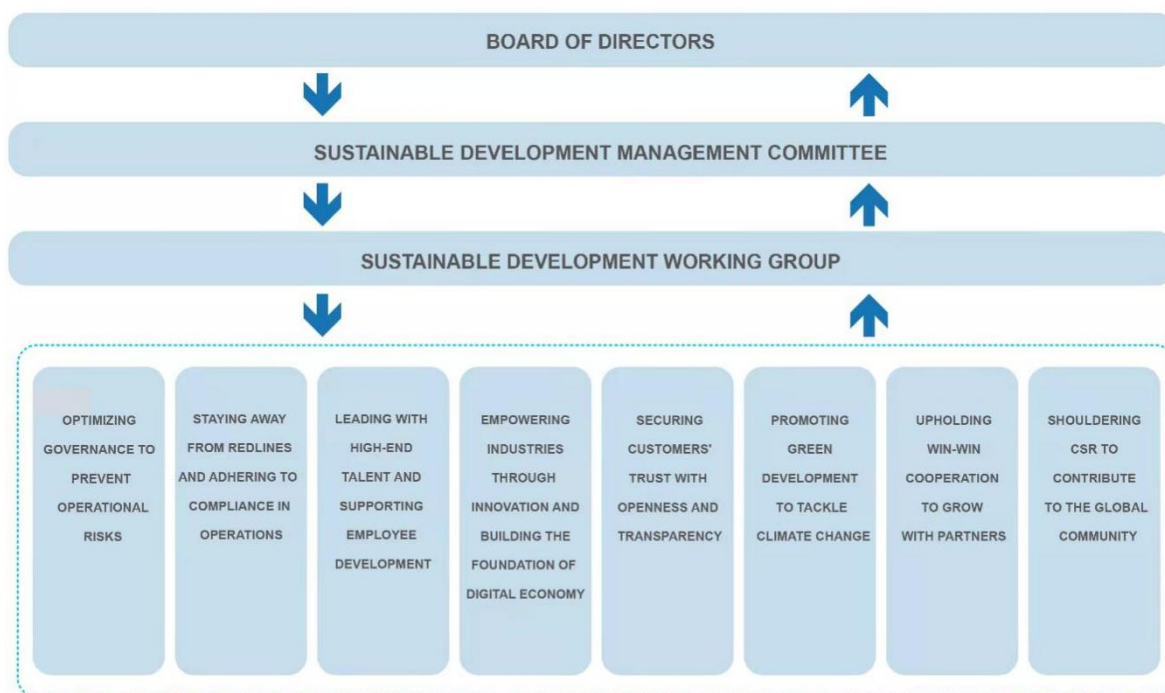 BOARD OF DIRECTORS
SUSTAINABLE DEVELOPMENT MANAGEMENT COMMITTEE
SUSTAINABLE DEVELOPMENT WORKING GROUP
OPTIMIZING
GOVERNANCE TO
PREVENT
OPERATIONAL
RISKS
STAYING AWAY
FROM REDLINES
AND ADHERING TO
COMPLIANCE IN
OPERATIONS
LEADING WITH
HIGH-END
TALENT AND
SUPPORTING
EMPLOYEE
DEVELOPMENT
EMPOWERING
INDUSTRIES
THROUGH
INNOVATION AND
BUILDING THE
FOUNDATION OF
DIGITAL ECONOMY
SECURING
CUSTOMERS'
TRUST WITH
OPENNESS AND
TRANSPARENCY
PROMOTING
GREEN
DEVELOPMENT
TO TACKLE
CLIMATE CHANGE
UPHOLDING
WIN-WIN
COOPERATION
TO GROW
WITH PARTNERS
SHOULDERING
CSR TO
CONTRIBUTE
TO THE GLOBAL
COMMUNITY